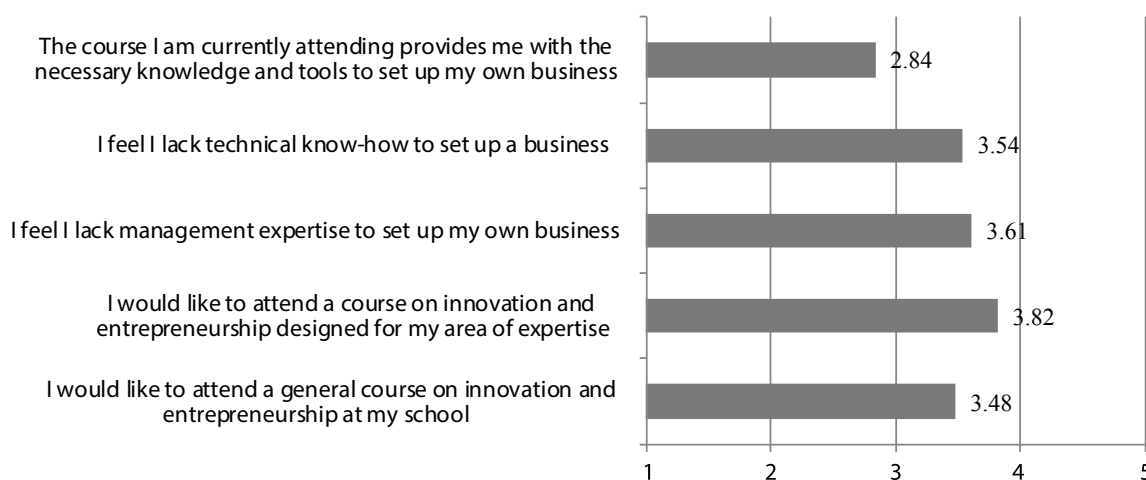 The course I am currently attending provides me with the
necessary knowledge and tools to set up my own business
2.84
I feel I lack technical know-how to set up a business
3.54
I feel I lack management expertise to set up my own business
3.61
I would like to attend a course on innovation and
entrepreneurship designed for my area of expertise
3.82
I would like to attend a general course on innovation and
entrepreneurship at my school
3.48
1 2 3 4 5